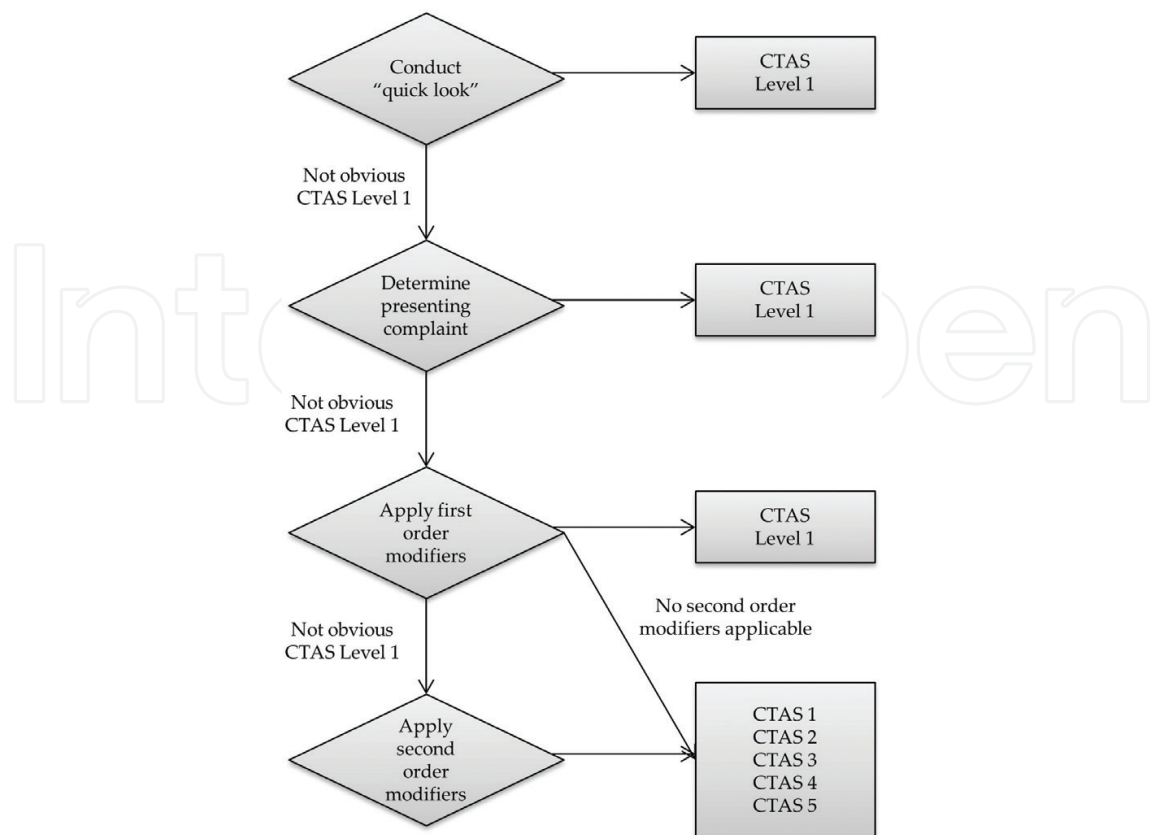 Conduct
“quick look”
CTAS
Level 1
Not obvious
CTAS Level 1
Determine
presenting
complaint
CTAS
Level 1
Not obvious
CTAS Level 1
Apply first
order
modifiers
CTAS
Level 1
No second order
modifiers applicable
Not obvious
CTAS Level 1
Apply
second
order
modifiers
CTAS 1
CTAS 2
CTAS 3
CTAS 4
CTAS 5